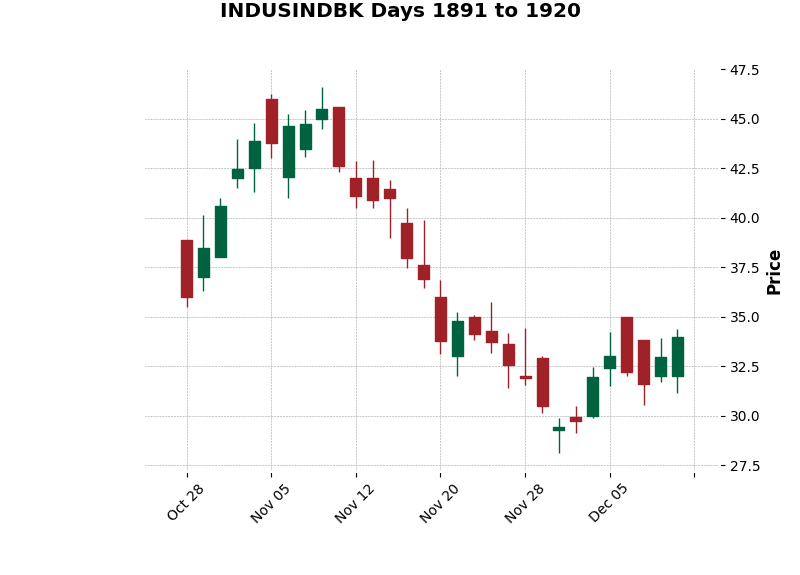 INDUSINDBK Days 1891 to 1920
47.5
45.0
42.5
40.0
37.5
35.0
32.5
30.0
27.5
Price
Oct 28
Nov 05
Nov 12
Nov 20
Nov 28
Dec 05